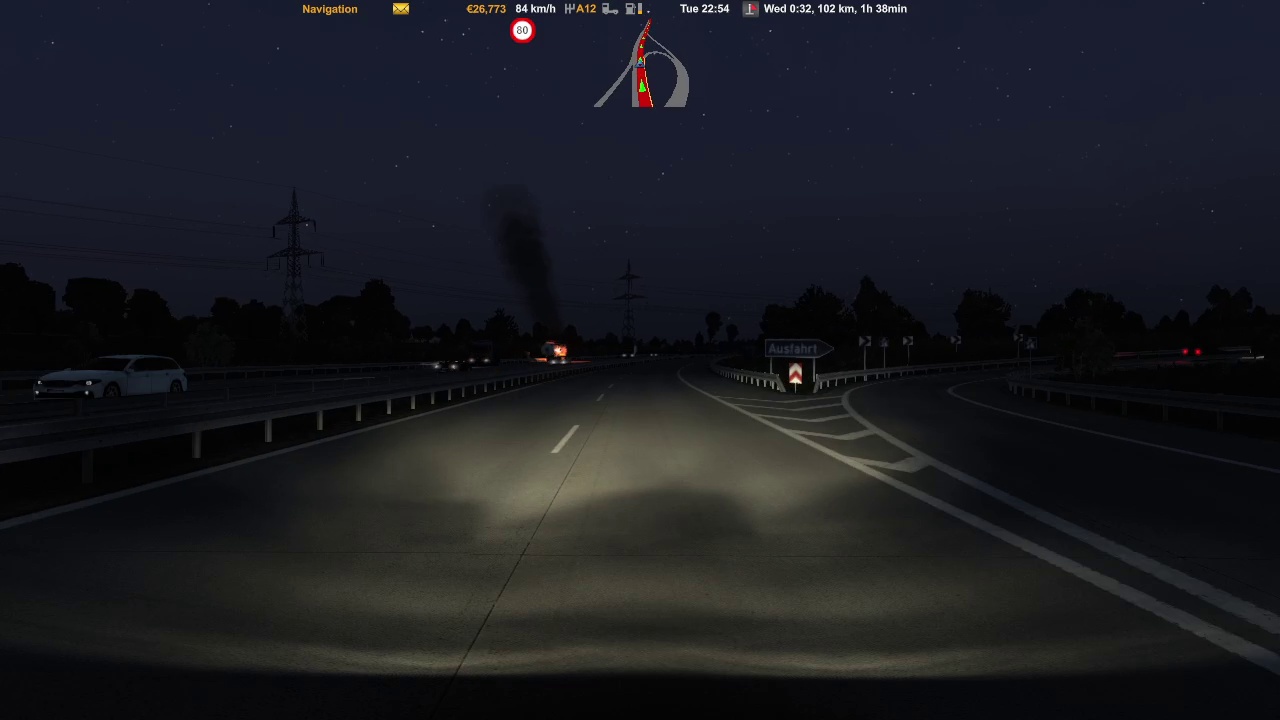 Navigation €26,773 84 km/h A12 Tue 22:54 Wed 0:32, 102 km, 1h 38min
80
Ausfahrt